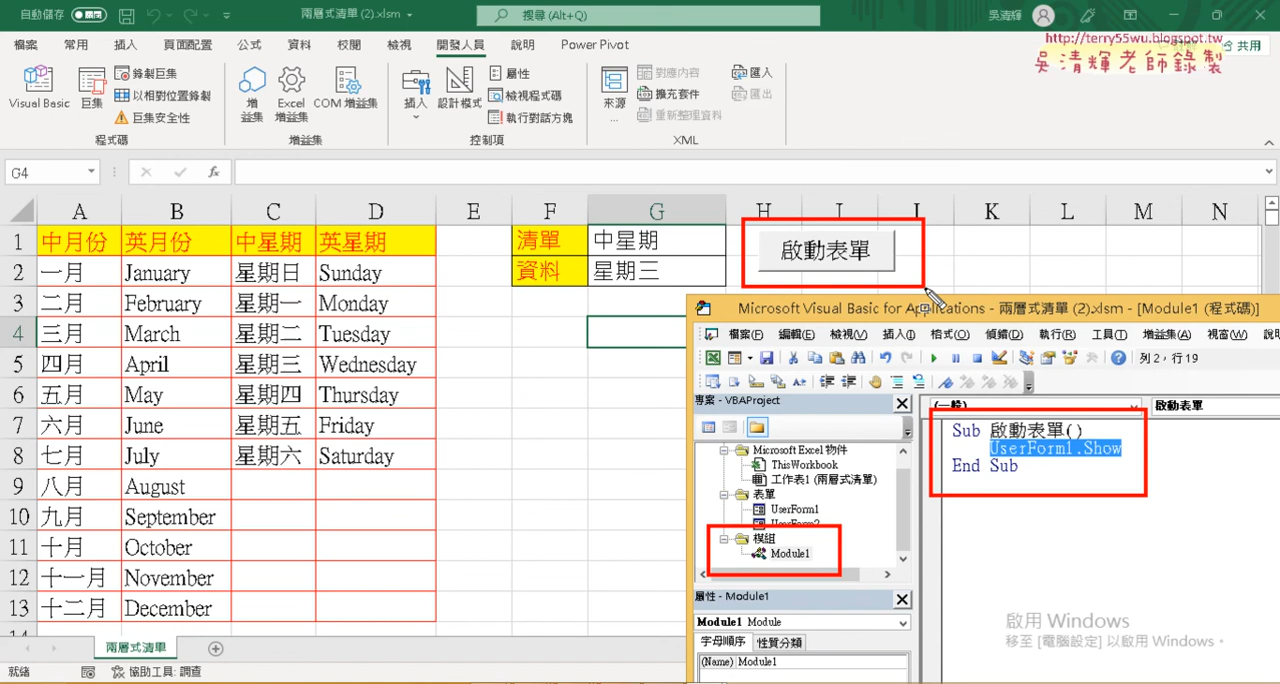 自動儲存 關閉 兩層式清單 (2).xlsm 搜尋 (Alt+Q) 吳清輝
http://terry55wu.blogspot.tw
吳清輝老師錄製
檔案 常用 插入 頁面配置 公式 資料 校閱 檢視 開發人員 說明 Power Pivot 共用
Visual Basic 巨集 錄製巨集 以相對位置錄製 巨集安全性
增益集 Excel 增益集 COM 增益集
插入 設計模式 屬性 檢視程式碼 執行對話方塊
來源... 對應內容 擴充套件 重新整理資料 匯入 匯出
程式碼 增益集 控制項 XML
G4 fx
A B C D E F G H I J K L M N
1 中月份 英月份 中星期 英星期 清單 中星期 啟動表單
2 一月 January 星期日 Sunday 資料 星期三
3 二月 February 星期一 Monday
4 三月 March 星期二 Tuesday
5 四月 April 星期三 Wednesday
6 五月 May 星期四 Thursday
7 六月 June 星期五 Friday
8 七月 July 星期六 Saturday
9 八月 August
10 九月 September
11 十月 October
12 十一月 November
13 十二月 December
兩層式清單
就緒 協助工具: 調查
Microsoft Visual Basic for Applications - 兩層式清單 (2).xlsm - [Module1 (程式碼)]
檔案(F) 編輯(E) 檢視(V) 插入(I) 格式(O) 偵錯(D) 執行(R) 工具(T) 增益集(A) 視窗(W)
列 2，行 19
專案 - VBAProject
Microsoft Excel 物件
ThisWorkbook
工作表1 (兩層式清單)
表單
UserForm1
UserForm2
模組
Module1
屬性 - Module1
Module1 Module
字母順序 性質分類
(Name) Module1
(一般) 啟動表單
Sub 啟動表單()
UserForm1.Show
End Sub
啟用 Windows
移至 [電腦設定] 以啟用 Windows。